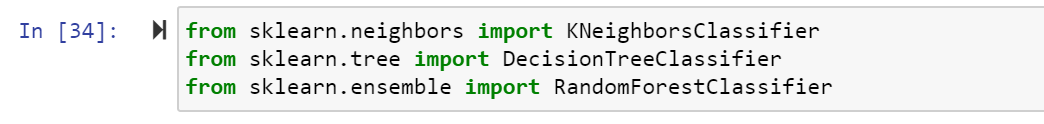 In [34]: from sklearn.neighbors import KNeighborsClassifier
from sklearn.tree import DecisionTreeClassifier
from sklearn.ensemble import RandomForestClassifier